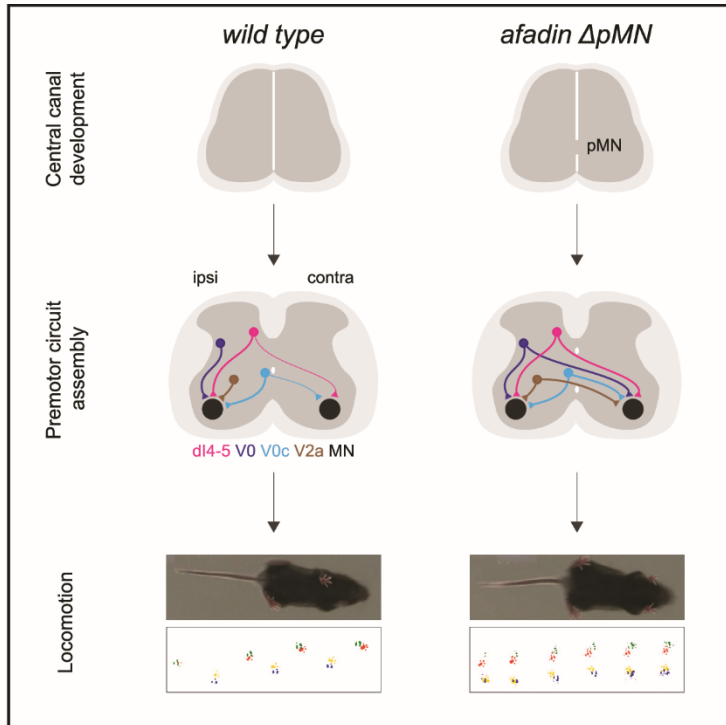 wild type
afadin ΔpMN
Central canal
development
pMN
Premotor circuit
assembly
ipsi
contra
dI4-5 V0 V0c V2a MN
Locomotion